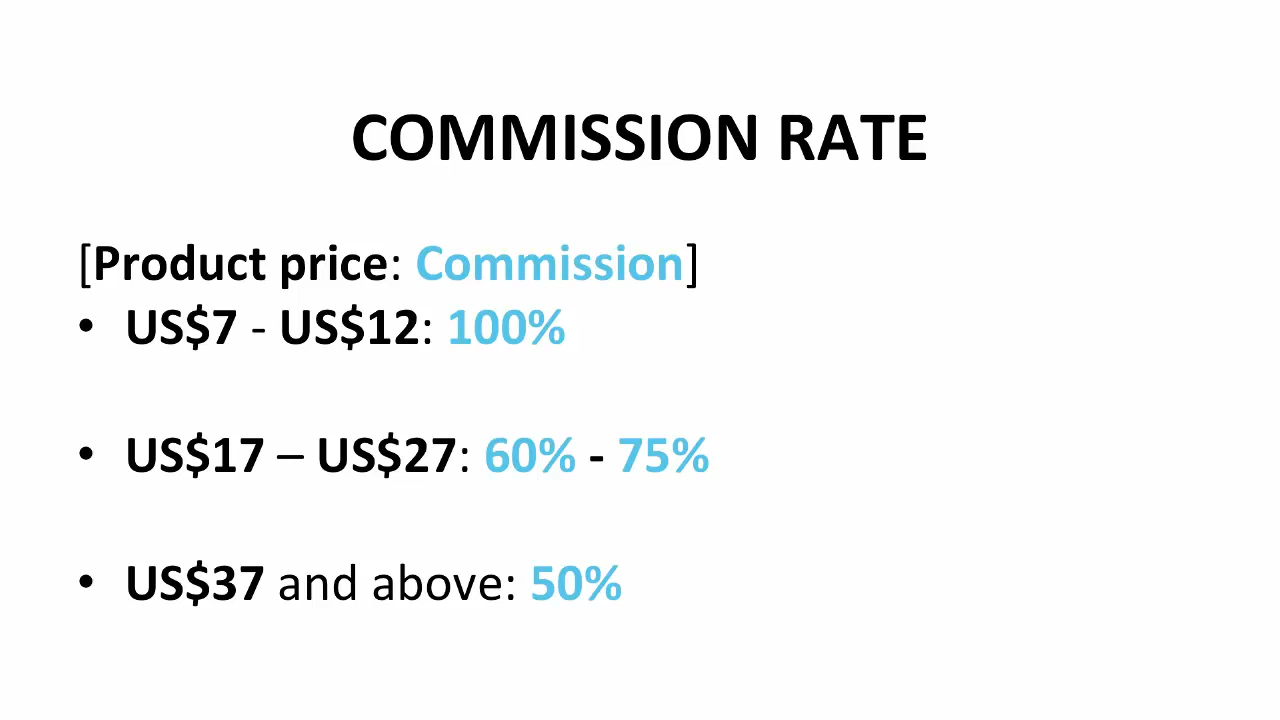 COMMISSION RATE
[Product price: Commission]
• US$7 - US$12: 100%
• US$17 – US$27: 60% - 75%
• US$37 and above: 50%